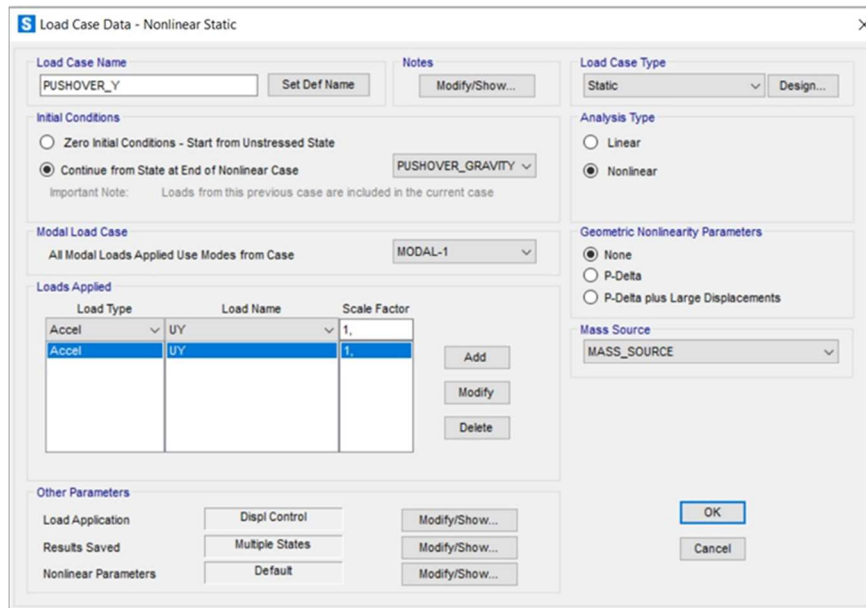 S Load Case Data - Nonlinear Static
Load Case Name
PUSHOVER_Y
Set Def Name
Notes
Modify/Show...
Load Case Type
Static
Design...
Initial Conditions
Zero Initial Conditions - Start from Unstressed State
Continue from State at End of Nonlinear Case
PUSHOVER_GRAVITY
Important Note: Loads from this previous case are included in the current case
Analysis Type
Linear
Nonlinear
Modal Load Case
All Modal Loads Applied Use Modes from Case
MODAL-1
Geometric Nonlinearity Parameters
None
P-Delta
P-Delta plus Large Displacements
Loads Applied
Load Type Load Name Scale Factor
Accel UY 1,
Accel UY 1,
Add
Modify
Delete
Mass Source
MASS_SOURCE
Other Parameters
Load Application Displ Control Modify/Show...
Results Saved Multiple States Modify/Show...
Nonlinear Parameters Default Modify/Show...
OK
Cancel